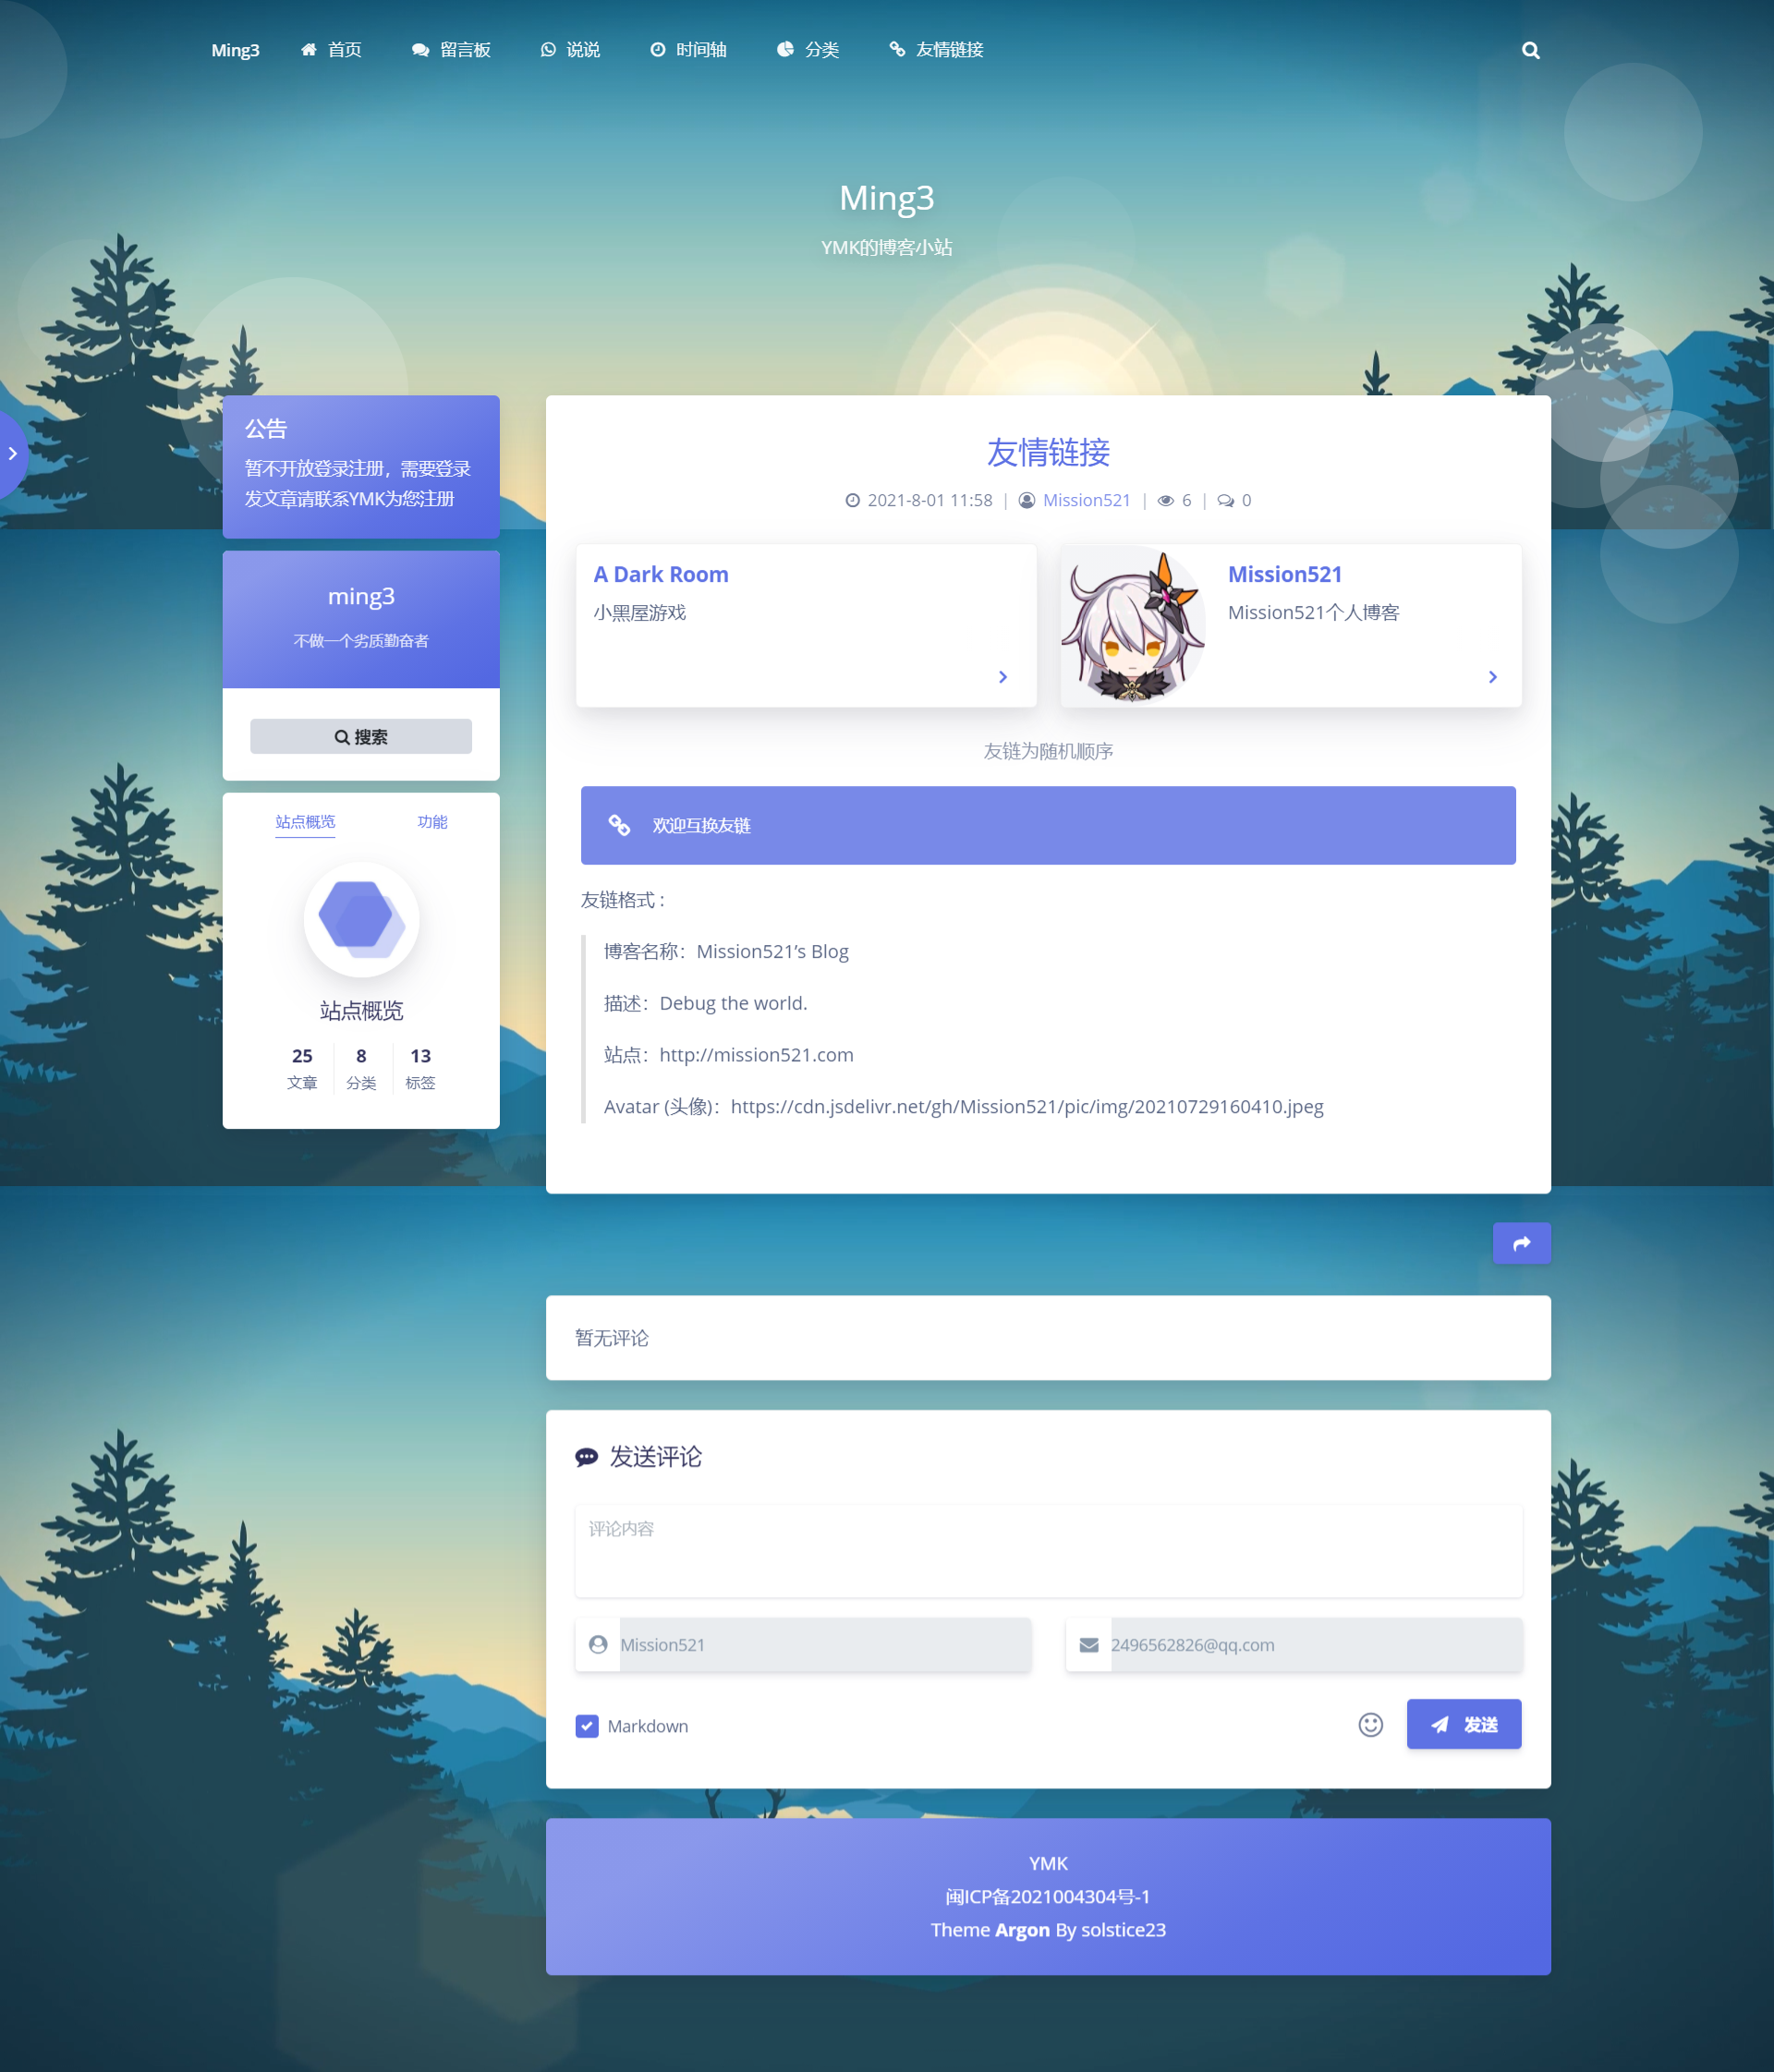 Ming3 首页 留言板 说说 时间轴 分类 友情链接
Ming3
YMK的博客小站
公告
暂不开放登录注册，需要登录
发文章请联系YMK为您注册
ming3
不做一个劣质勤奋者
搜索
站点概览 功能
站点概览
25 8 13
文章 分类 标签
友情链接
2021-8-01 11:58 | Mission521 | 6 | 0
A Dark Room
小黑屋游戏
Mission521
Mission521个人博客
友链为随机顺序
欢迎互换友链
友链格式 :
博客名称：Mission521’s Blog
描述：Debug the world.
站点：http://mission521.com
Avatar (头像)：https://cdn.jsdelivr.net/gh/Mission521/pic/img/20210729160410.jpeg
暂无评论
发送评论
评论内容
Mission521 2496562826@qq.com
Markdown 发送
YMK
闽ICP备2021004304号-1
Theme Argon By solstice23